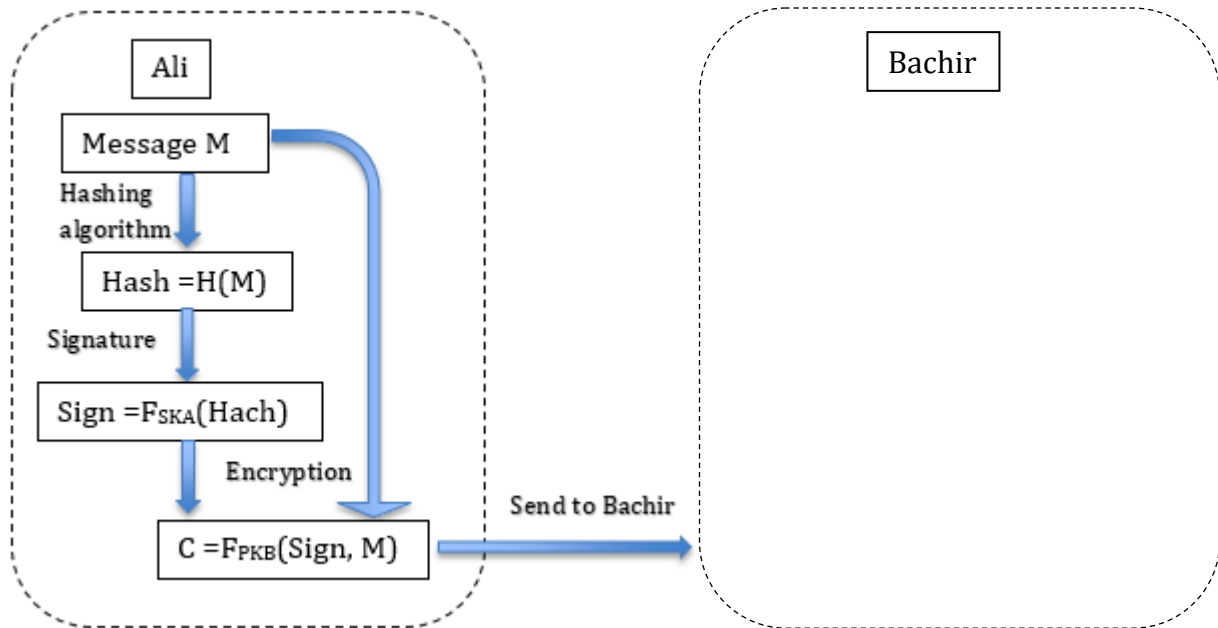 Ali
Message M
Hashing
algorithm
Hash =H(M)
Signature
Sign =FSKA(Hach)
Encryption
C =FPKB(Sign, M)
Send to Bachir
Bachir